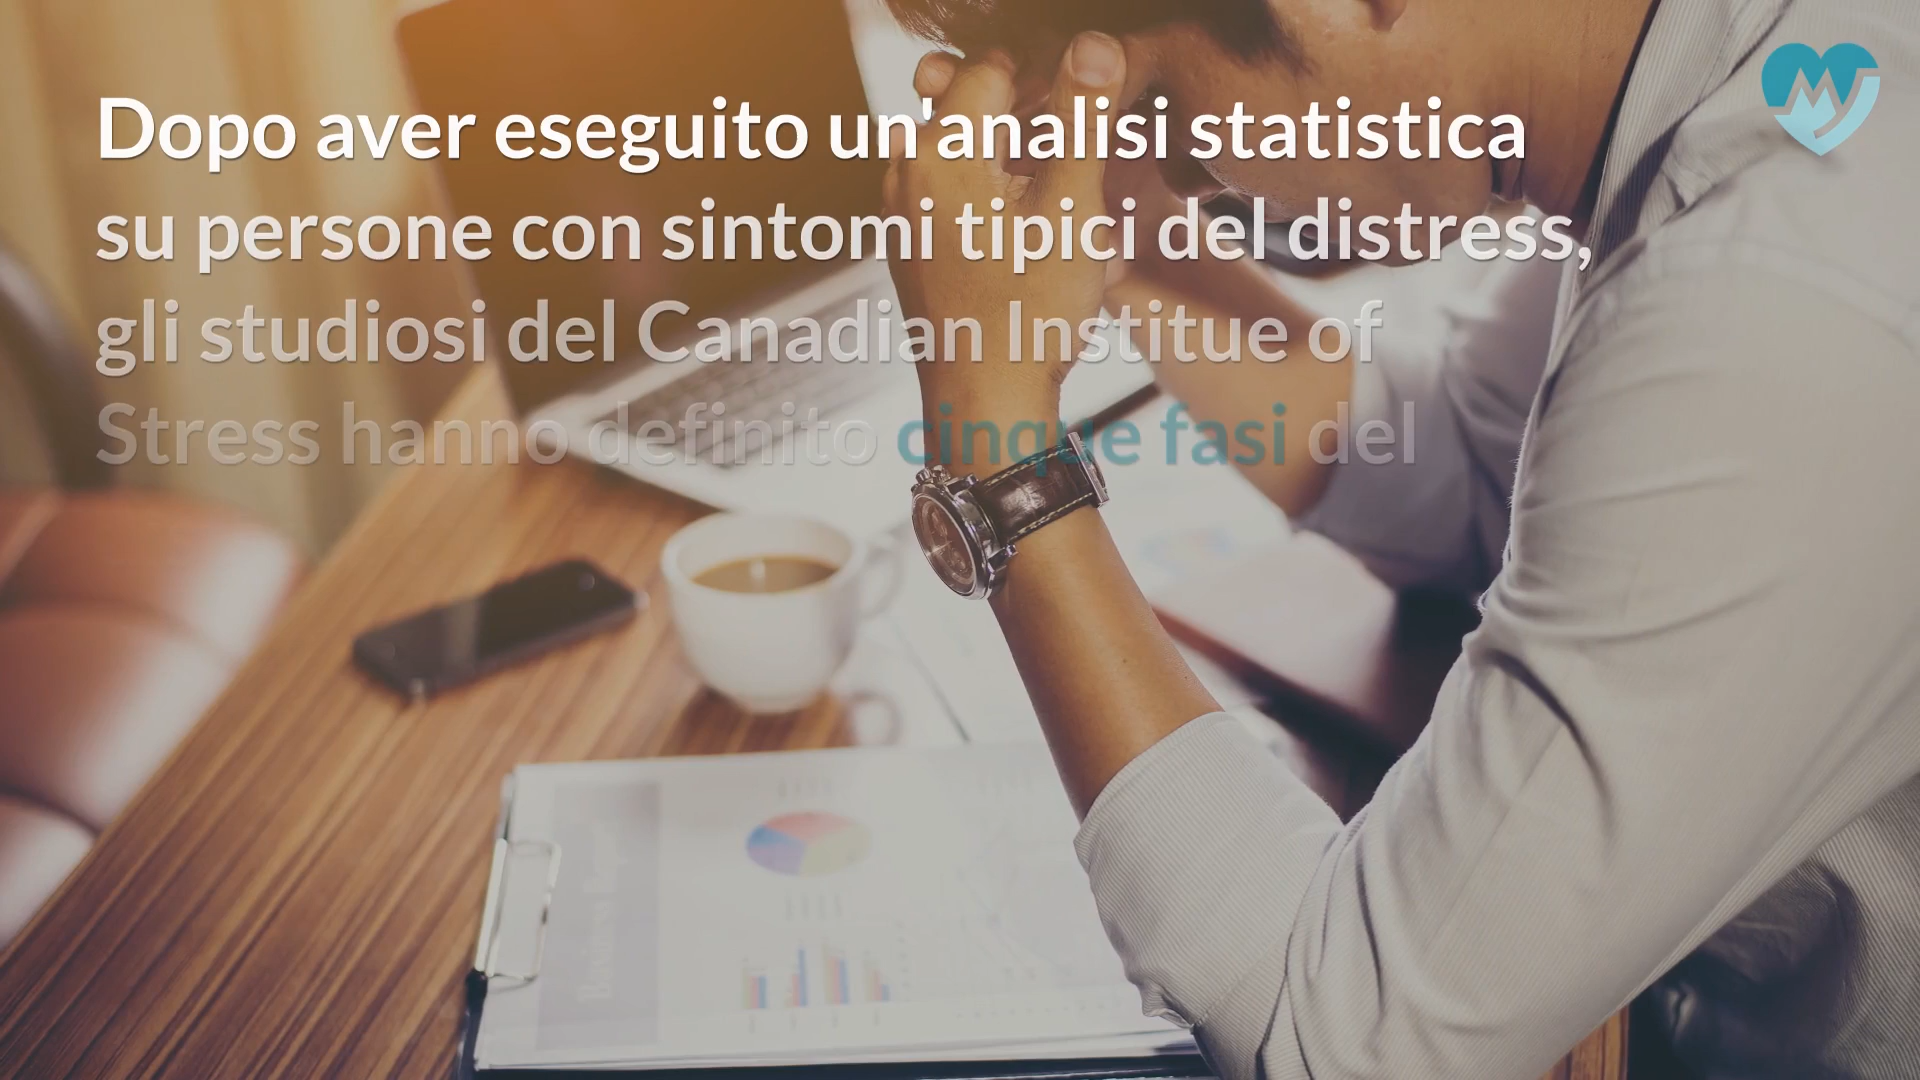 Dopo aver eseguito un'analisi statistica
su persone con sintomi tipici del distress,
gli studiosi del Canadian Institue of
Stress hanno definito cinque fasi del